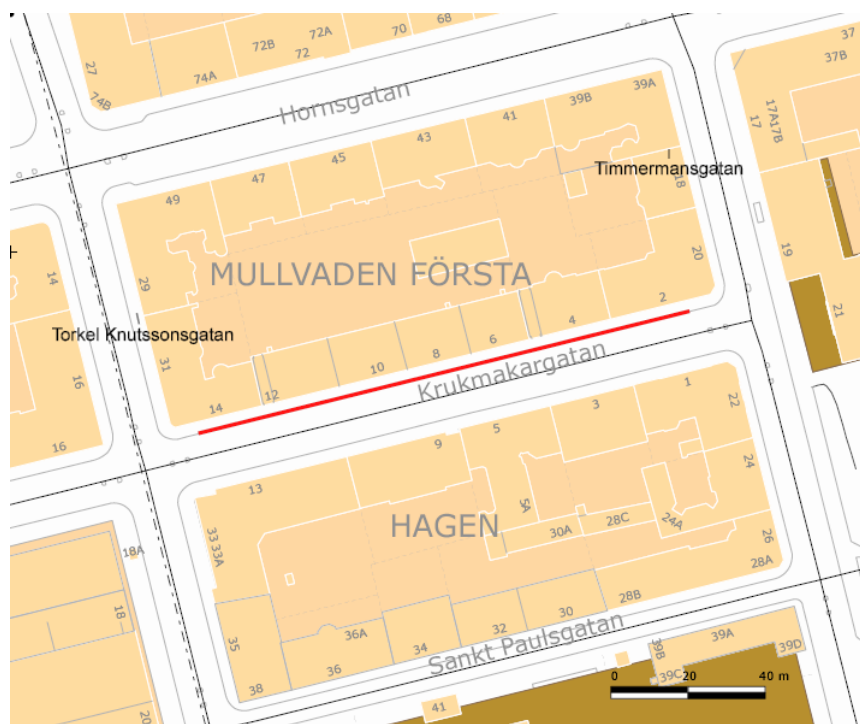 74A
72B
72A
72
70
68
37
37B
27
74B
Hornsgatan
39B
39A
41
43
45
47
49
17A17B
17
Timmermansgatan
18
14
MULLVADEN FÖRSTA
29
20
19
2
4
21
Torkel Knutssonsgatan
31
6
8
10
12
14
16
16
Krukmakargatan
1
3
5
9
22
13
24
5A
HAGEN
28C
24A
30A
33 33A
26
28A
18A
28B
18
30
32
36A
34
35
36
38
Sankt Paulsgatan
39A
39B
39D
39C
41
20
0
20
40 m